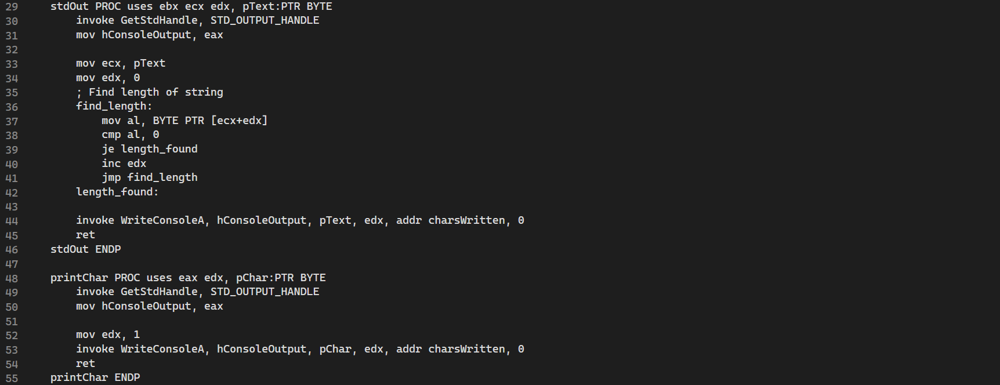 29 stdOut PROC uses ebx ecx edx, pText:PTR BYTE
30 invoke GetStdHandle, STD_OUTPUT_HANDLE
31 mov hConsoleOutput, eax
32
33 mov ecx, pText
34 mov edx, 0
35 ; Find length of string
36 find_length:
37 mov al, BYTE PTR [ecx+edx]
38 cmp al, 0
39 je length_found
40 inc edx
41 jmp find_length
42 length_found:
43
44 invoke WriteConsoleA, hConsoleOutput, pText, edx, addr charsWritten, 0
45 ret
46 stdOut ENDP
47
48 printChar PROC uses eax edx, pChar:PTR BYTE
49 invoke GetStdHandle, STD_OUTPUT_HANDLE
50 mov hConsoleOutput, eax
51
52 mov edx, 1
53 invoke WriteConsoleA, hConsoleOutput, pChar, edx, addr charsWritten, 0
54 ret
55 printChar ENDP